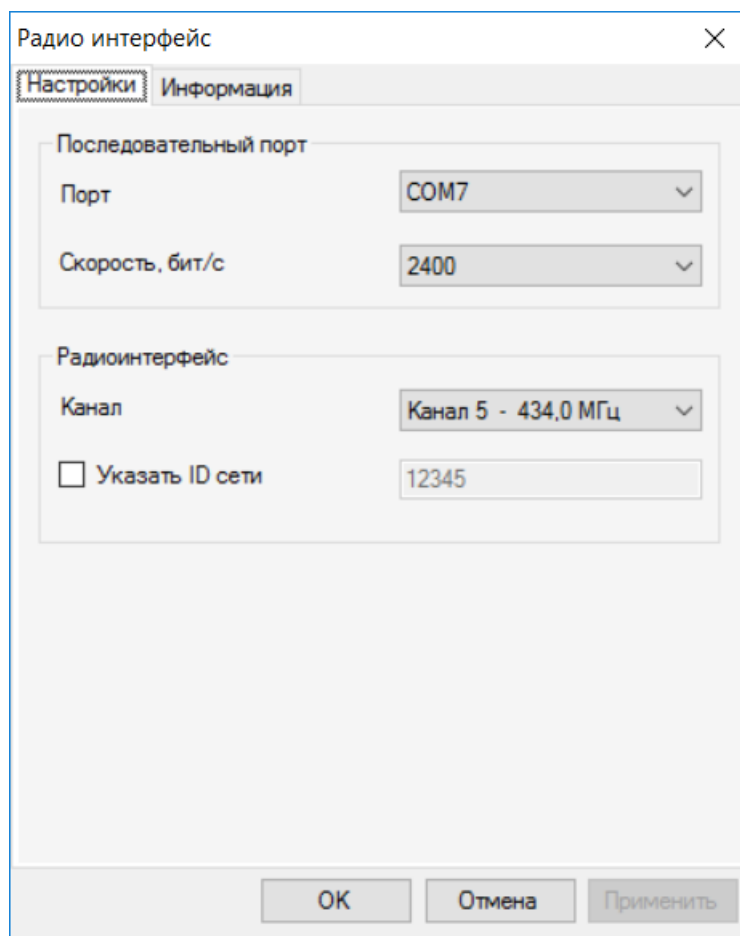 Радио интерфейс
Настройки Информация
Последовательный порт
Порт COM7
Скорость, бит/с 2400
Радиоинтерфейс
Канал Канал 5 - 434,0 МГц
Указать ID сети 12345
OK Отмена Применить